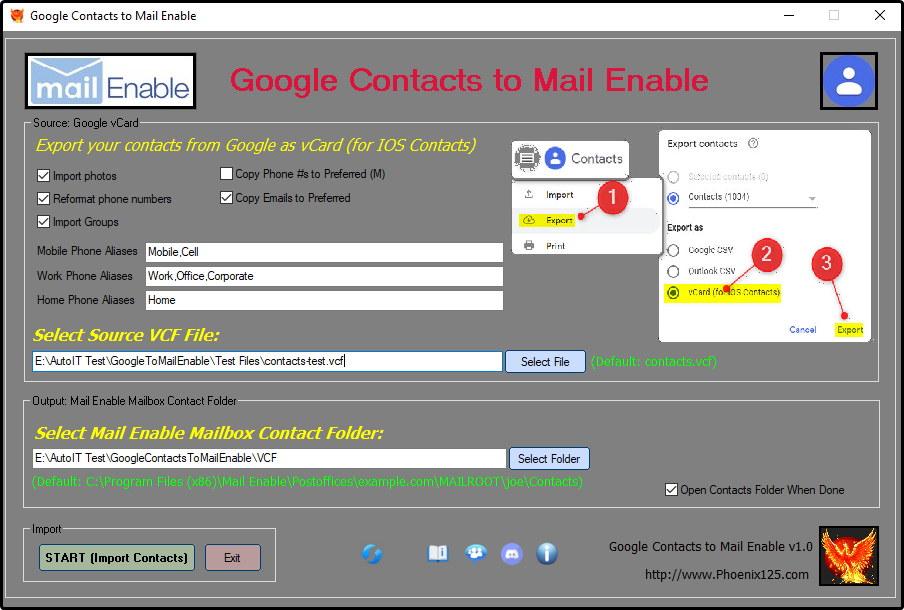 Google Contacts to Mail Enable
mail Enable
Google Contacts to Mail Enable
Source: Google vCard
Export your contacts from Google as vCard (for IOS Contacts)
Import photos
Copy Phone #s to Preferred (M)
Reformat phone numbers
Copy Emails to Preferred
Import Groups
Mobile Phone Aliases
Mobile,Cell
Work Phone Aliases
Work,Office,Corporate
Home Phone Aliases
Home
Contacts
Import
1
Export
Print
Export contacts
Selected contacts (0)
Contacts (1034)
Export as
Google CSV
Outlook CSV
2
3
vCard (for IOS Contacts)
Cancel
Export
Select Source VCF File:
E:\AutoIT Test\GoogleToMailEnable\Test Files\contacts-test.vcf
Select File
(Default: contacts.vcf)
Output: Mail Enable Mailbox Contact Folder
Select Mail Enable Mailbox Contact Folder:
E:\AutoIT Test\GoogleContactsToMailEnable\VCF
Select Folder
(Default: C:\Program Files (x86)\Mail Enable\Postoffices\example.com\MAILROOT\joe\Contacts)
Open Contacts Folder When Done
Import
START (Import Contacts)
Exit
Google Contacts to Mail Enable v1.0
http://www.Phoenix125.com